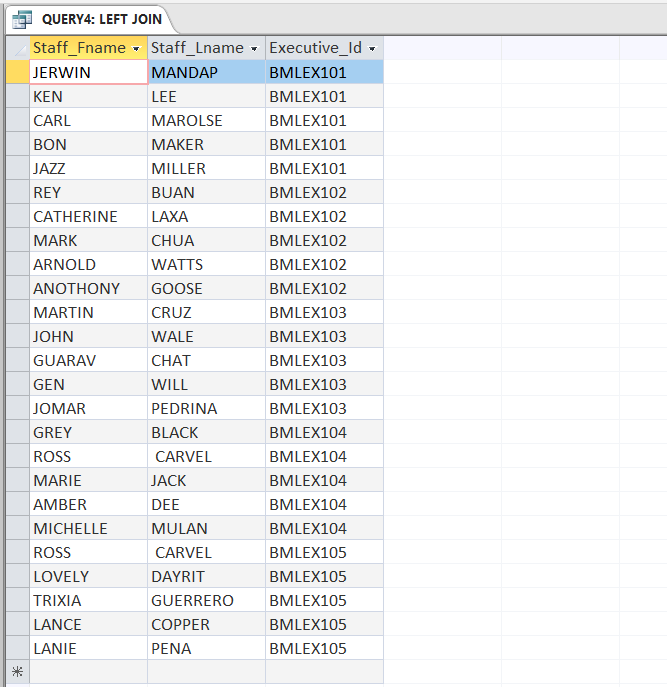 QUERY4: LEFT JOIN
Staff_Fname Staff_Lname Executive_Id
JERWIN MANDAP BMLEX101
KEN LEE BMLEX101
CARL MAROLSE BMLEX101
BON MAKER BMLEX101
JAZZ MILLER BMLEX101
REY BUAN BMLEX102
CATHERINE LAXA BMLEX102
MARK CHUA BMLEX102
ARNOLD WATTS BMLEX102
ANOTHONY GOOSE BMLEX102
MARTIN CRUZ BMLEX103
JOHN WALE BMLEX103
GUARAV CHAT BMLEX103
GEN WILL BMLEX103
JOMAR PEDRINA BMLEX103
GREY BLACK BMLEX104
ROSS CARVEL BMLEX104
MARIE JACK BMLEX104
AMBER DEE BMLEX104
MICHELLE MULAN BMLEX104
ROSS CARVEL BMLEX105
LOVELY DAYRIT BMLEX105
TRIXIA GUERRERO BMLEX105
LANCE COPPER BMLEX105
LANIE PENA BMLEX105